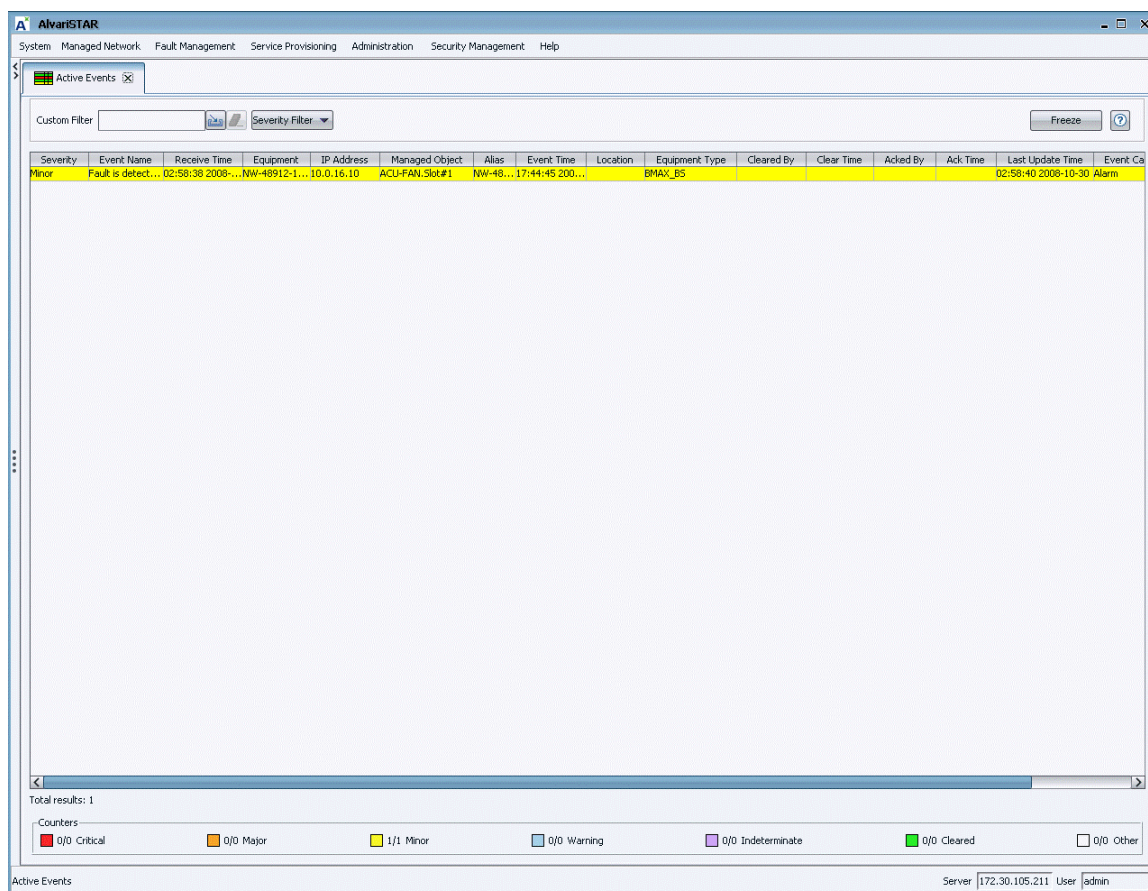 AlvariSTAR
System Managed Network Fault Management Service Provisioning Administration Security Management Help
Active Events
Custom Filter Severity Filter Freeze
Severity Event Name Receive Time Equipment IP Address Managed Object Alias Event Time Location Equipment Type Cleared By Clear Time Acked By Ack Time Last Update Time Event Ca
Minor Fault is detect... 02:58:38 2008-... NW-48912-1... 10.0.16.10 ACU-FAN.Slot#1 NW-48... 17:44:45 200... BMAX_BS 02:58:40 2008-10-30 Alarm
Total results: 1
Counters
0/0 Critical 0/0 Major 1/1 Minor 0/0 Warning 0/0 Indeterminate 0/0 Cleared 0/0 Other
Active Events Server 172.30.105.211 User admin